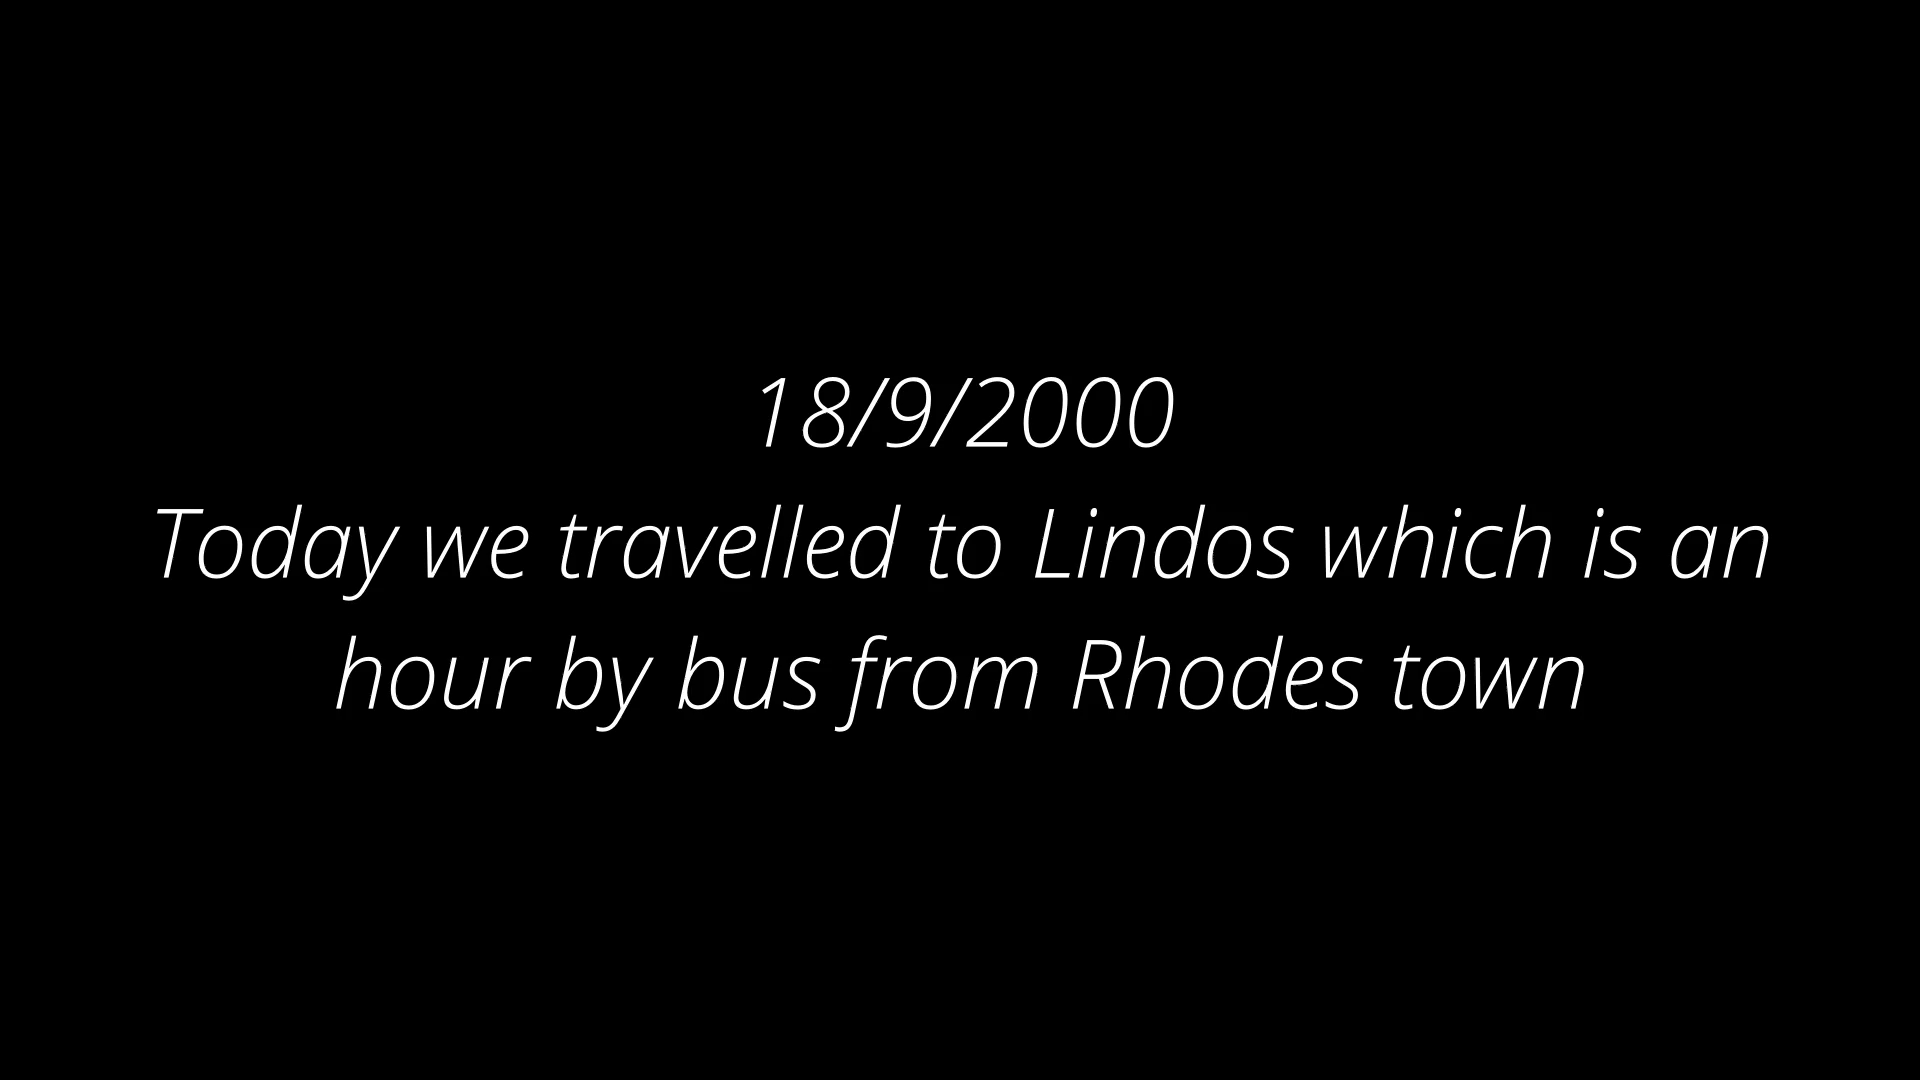 18/9/2000
Today we travelled to Lindos which is an
hour by bus from Rhodes town